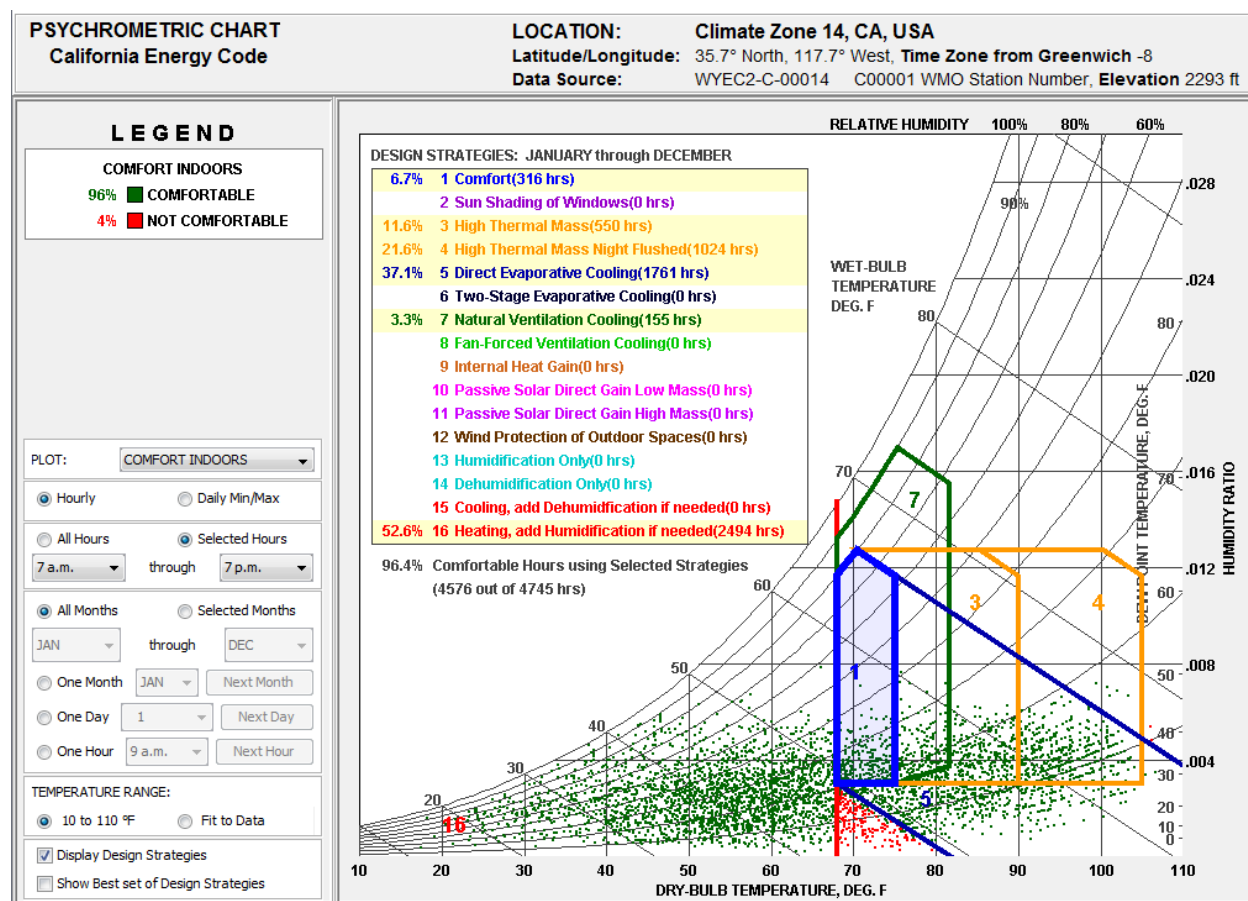 PSYCHROMETRIC CHART
California Energy Code
LOCATION: Climate Zone 14, CA, USA
Latitude/Longitude: 35.7° North, 117.7° West, Time Zone from Greenwich -8
Data Source: WYEC2-C-00014 C00001 WMO Station Number, Elevation 2293 ft
LEGEND
COMFORT INDOORS
96% COMFORTABLE
4% NOT COMFORTABLE
PLOT: COMFORT INDOORS
Hourly Daily Min/Max
All Hours Selected Hours
7 a.m. through 7 p.m.
All Months Selected Months
JAN through DEC
One Month JAN Next Month
One Day 1 Next Day
One Hour 9 a.m. Next Hour
TEMPERATURE RANGE:
10 to 110 °F Fit to Data
Display Design Strategies
Show Best set of Design Strategies
RELATIVE HUMIDITY 100% 80% 60%
90%
DESIGN STRATEGIES: JANUARY through DECEMBER
6.7% 1 Comfort(316 hrs)
2 Sun Shading of Windows(0 hrs)
11.6% 3 High Thermal Mass(550 hrs)
21.6% 4 High Thermal Mass Night Flushed(1024 hrs)
37.1% 5 Direct Evaporative Cooling(1761 hrs)
6 Two-Stage Evaporative Cooling(0 hrs)
3.3% 7 Natural Ventilation Cooling(155 hrs)
8 Fan-Forced Ventilation Cooling(0 hrs)
9 Internal Heat Gain(0 hrs)
10 Passive Solar Direct Gain Low Mass(0 hrs)
11 Passive Solar Direct Gain High Mass(0 hrs)
12 Wind Protection of Outdoor Spaces(0 hrs)
13 Humidification Only(0 hrs)
14 Dehumidification Only(0 hrs)
15 Cooling, add Dehumidfication if needed(0 hrs)
52.6% 16 Heating, add Humidification if needed(2494 hrs)
96.4% Comfortable Hours using Selected Strategies
(4576 out of 4745 hrs)
WET-BULB
TEMPERATURE
DEG. F
20 30 40 50 60 70 80
7
3
4
1
5
16
DEWPOINT TEMPERATURE, DEG. F
80
70
60
50
40
30
20
10
0
.028
.024
.020
.016
.012
.008
.004
HUMIDITY RATIO
10 20 30 40 50 60 70 80 90 100 110
DRY-BULB TEMPERATURE, DEG. F